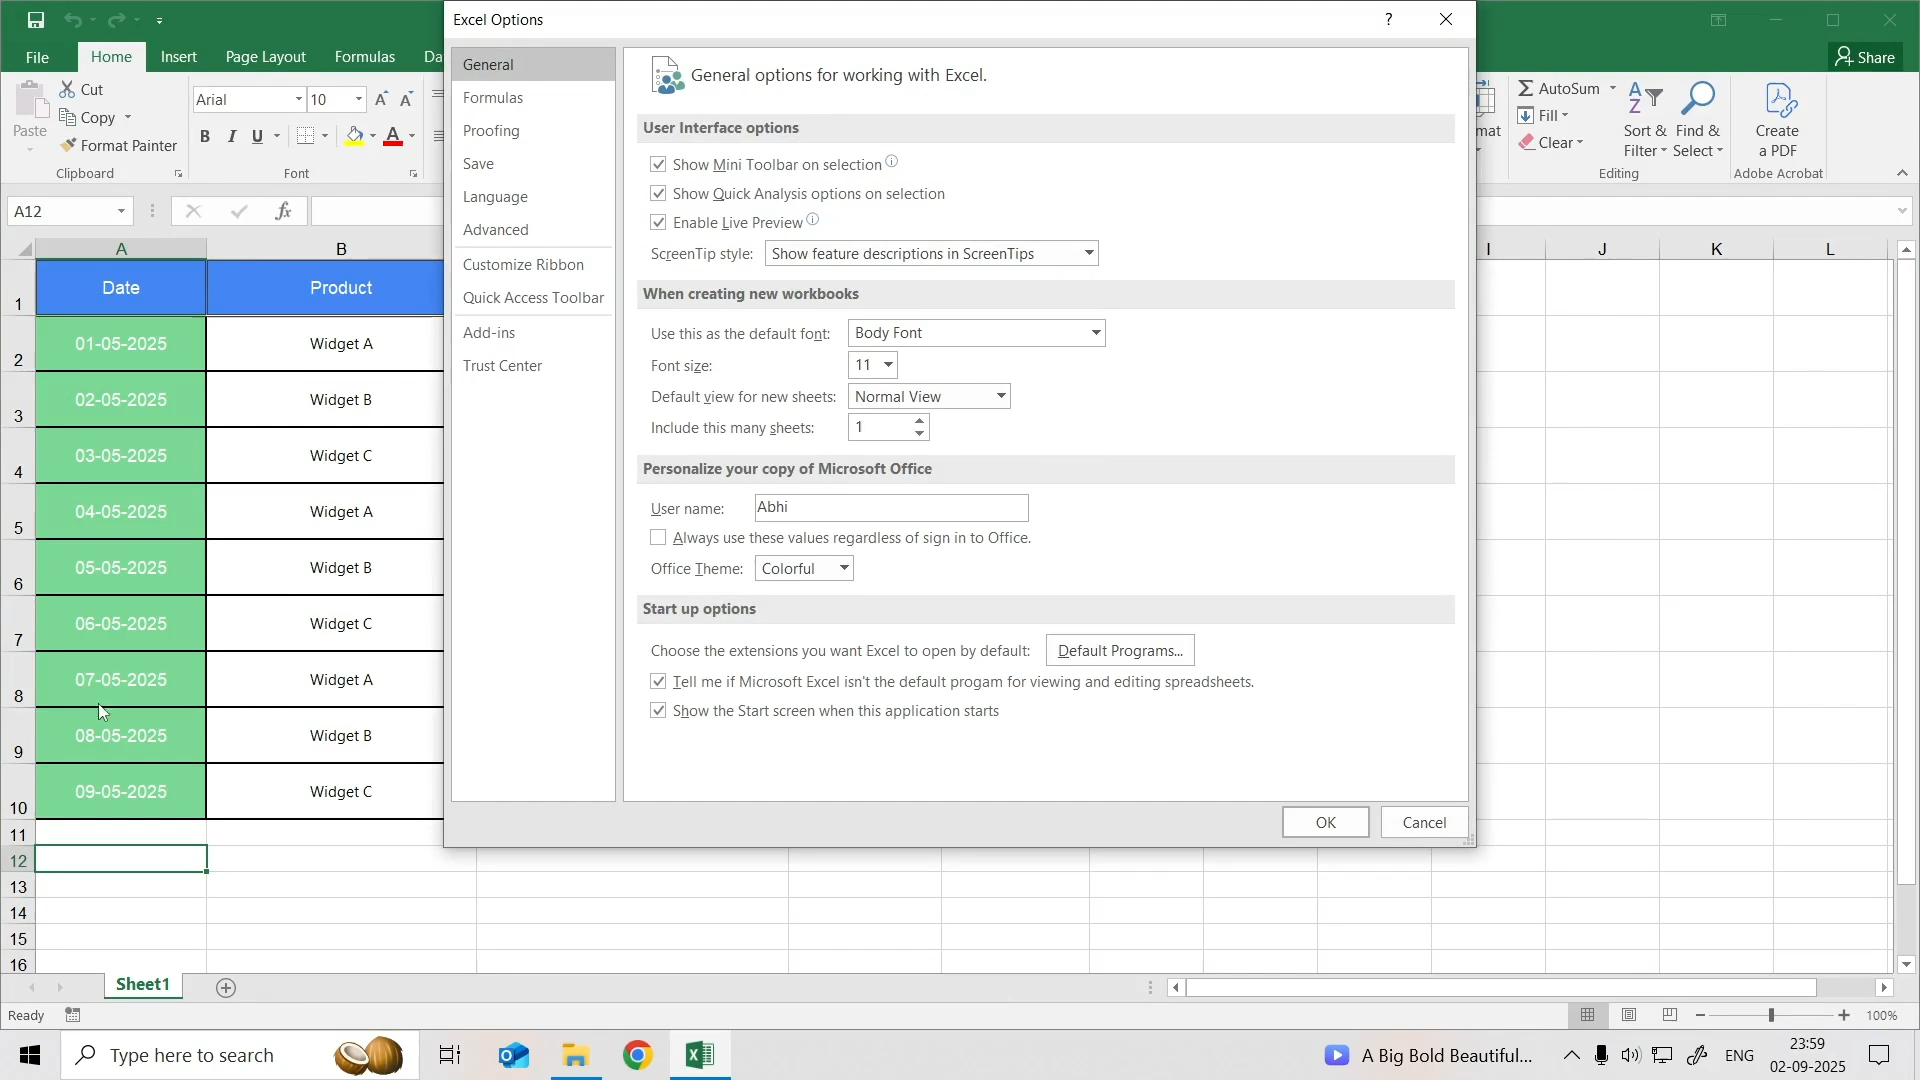 Excel Options
?
File
Home
Insert
Page Layout
Formulas
Da
Share
Cut
Copy
Format Painter
Paste
Clipboard
Arial
10
B I U
Font
mat
AutoSum
Fill
Clear
Sort & Filter
Find & Select
Editing
Create a PDF
Adobe Acrobat
A12
fx
A
B
I
J
K
L
1 Date Product
2 01-05-2025 Widget A
3 02-05-2025 Widget B
4 03-05-2025 Widget C
5 04-05-2025 Widget A
6 05-05-2025 Widget B
7 06-05-2025 Widget C
8 07-05-2025 Widget A
9 08-05-2025 Widget B
10 09-05-2025 Widget C
11
12
13
14
15
16
General
Formulas
Proofing
Save
Language
Advanced
Customize Ribbon
Quick Access Toolbar
Add-ins
Trust Center
General options for working with Excel.
User Interface options
Show Mini Toolbar on selection
Show Quick Analysis options on selection
Enable Live Preview
ScreenTip style: Show feature descriptions in ScreenTips
When creating new workbooks
Use this as the default font: Body Font
Font size: 11
Default view for new sheets: Normal View
Include this many sheets: 1
Personalize your copy of Microsoft Office
User name: Abhi
Always use these values regardless of sign in to Office.
Office Theme: Colorful
Start up options
Choose the extensions you want Excel to open by default: Default Programs...
Tell me if Microsoft Excel isn't the default progam for viewing and editing spreadsheets.
Show the Start screen when this application starts
OK
Cancel
Sheet1
Ready
100%
Type here to search
A Big Bold Beautiful...
ENG
23:59
02-09-2025